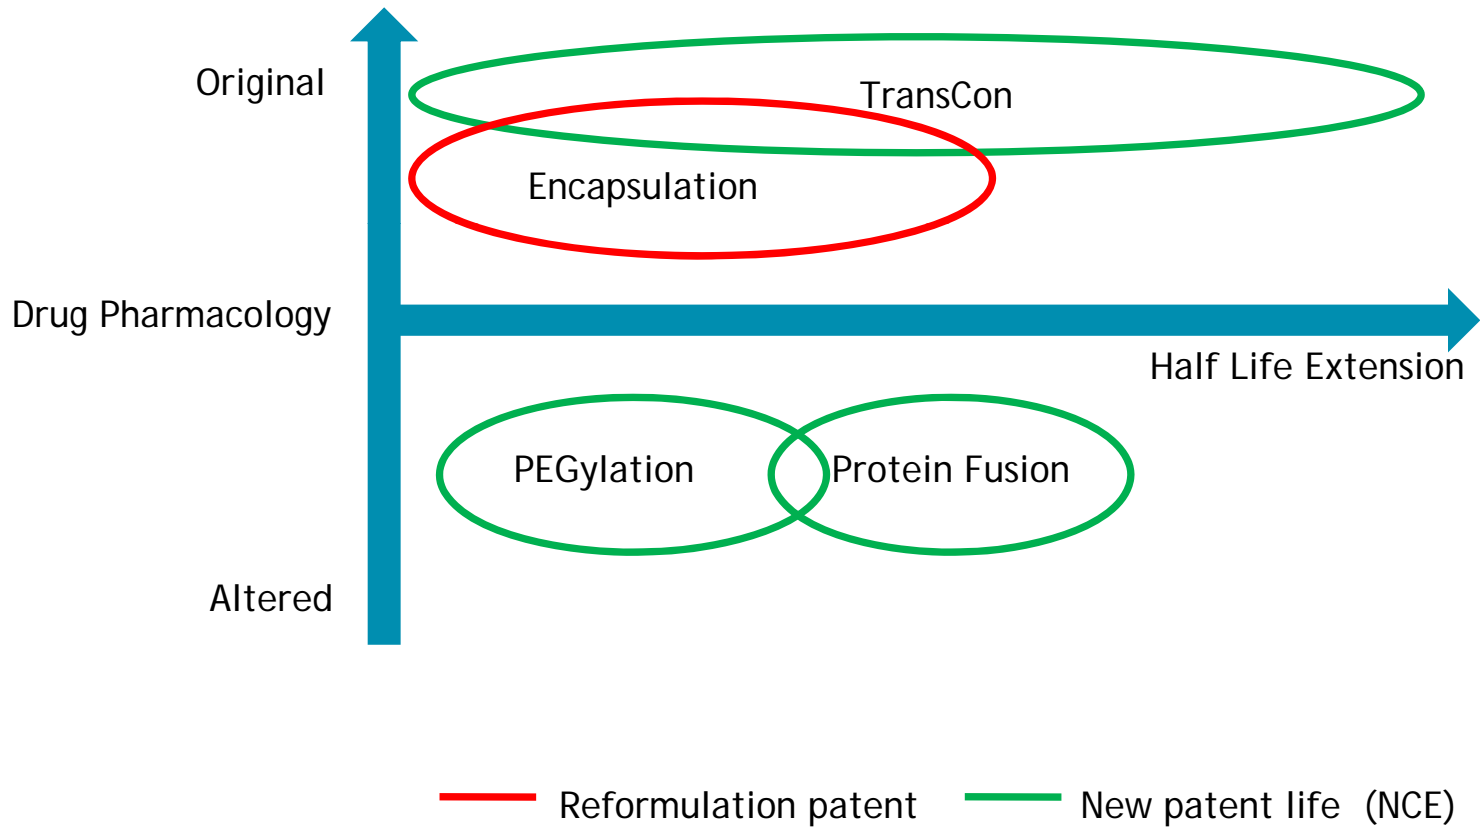 Original
TransCon
Encapsulation
Drug Pharmacology
Half Life Extension
PEGylation
Protein Fusion
Altered
Reformulation patent
New patent life (NCE)